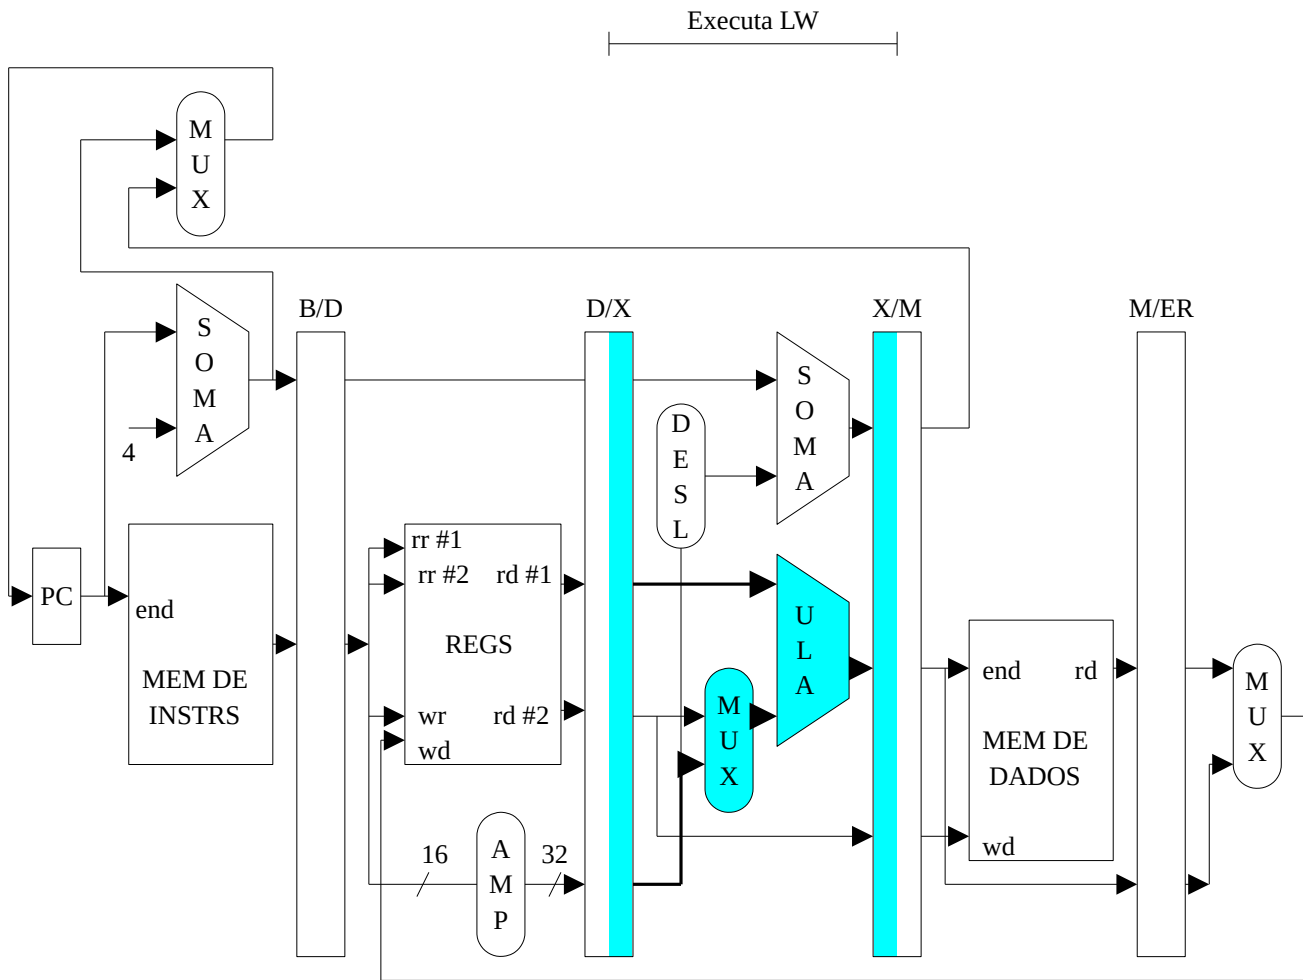 Executa LW
M
U
X
B/D
D/X
X/M
M/ER
S
O
M
A
4
S
O
M
A
D
E
S
L
PC
end
MEM DE
INSTRS
rr #1
rr #2
rd #1
REGS
wr
rd #2
wd
U
L
A
M
U
X
end
rd
MEM DE
DADOS
wd
M
U
X
16
A
M
P
32